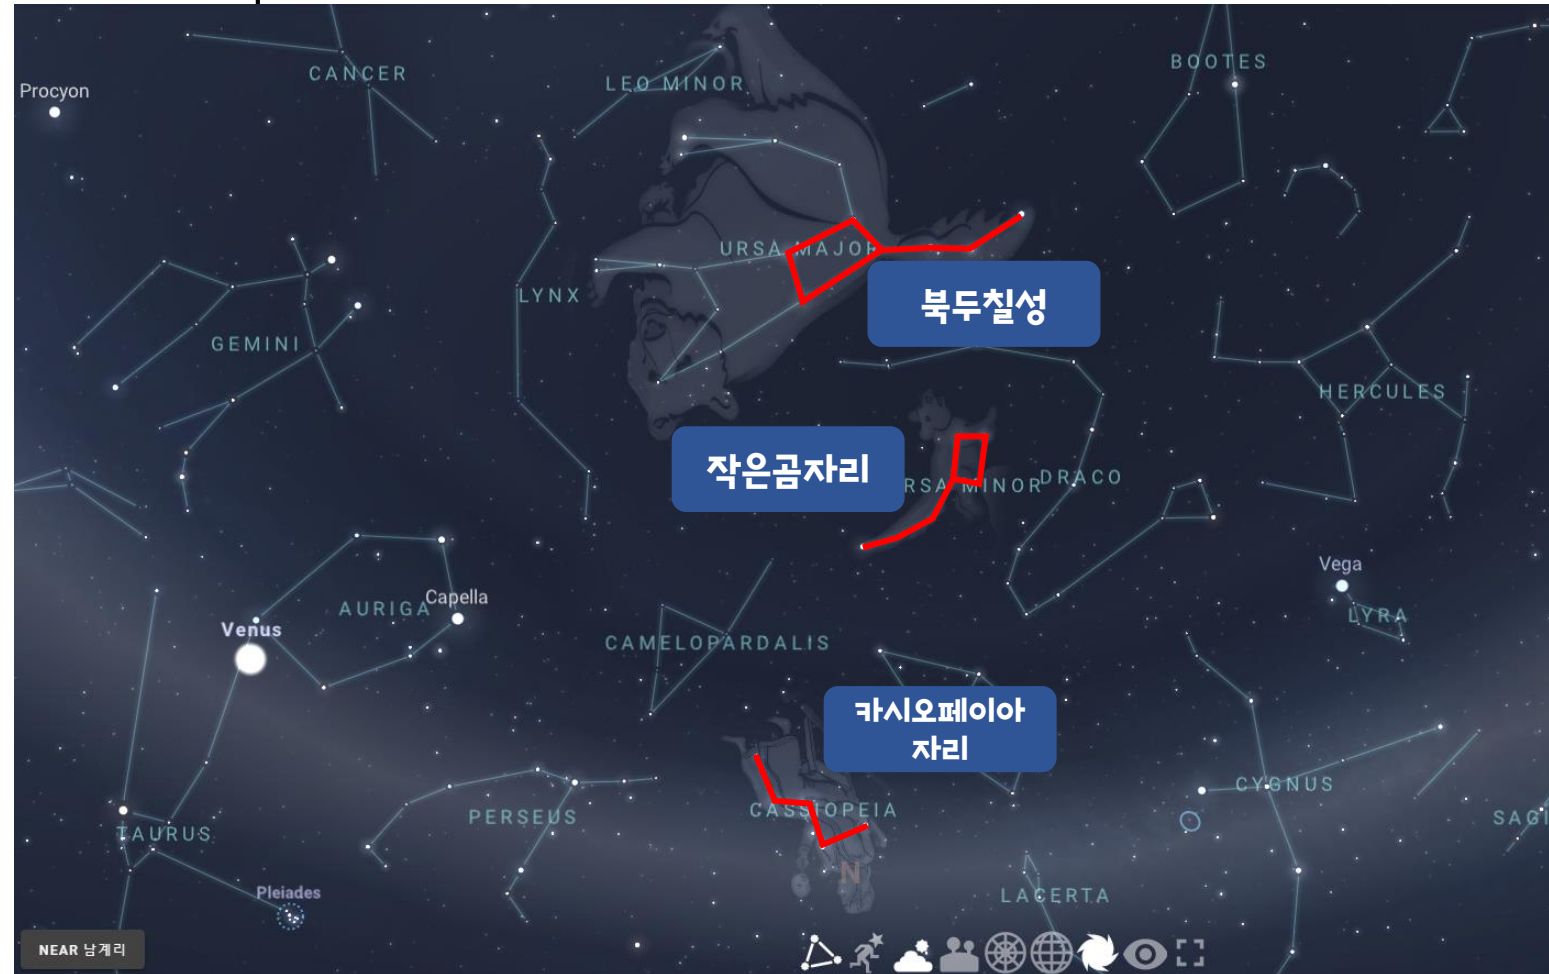 CANCER
LEO MINOR
BOOTES
Procyon
URSA MAJOR
LYNX
북두칠성
GEMINI
HERCULES
작은곰자리
RSA MINOR
DRACO
Vega
Capella
AURIGA
LYRA
Venus
CAMELOPARDALIS
카시오페이아
자리
CYGNUS
PERSEUS
CASSIOPEIA
SAGI
TAURUS
N
Pleiades
LACERTA
NEAR 남계리